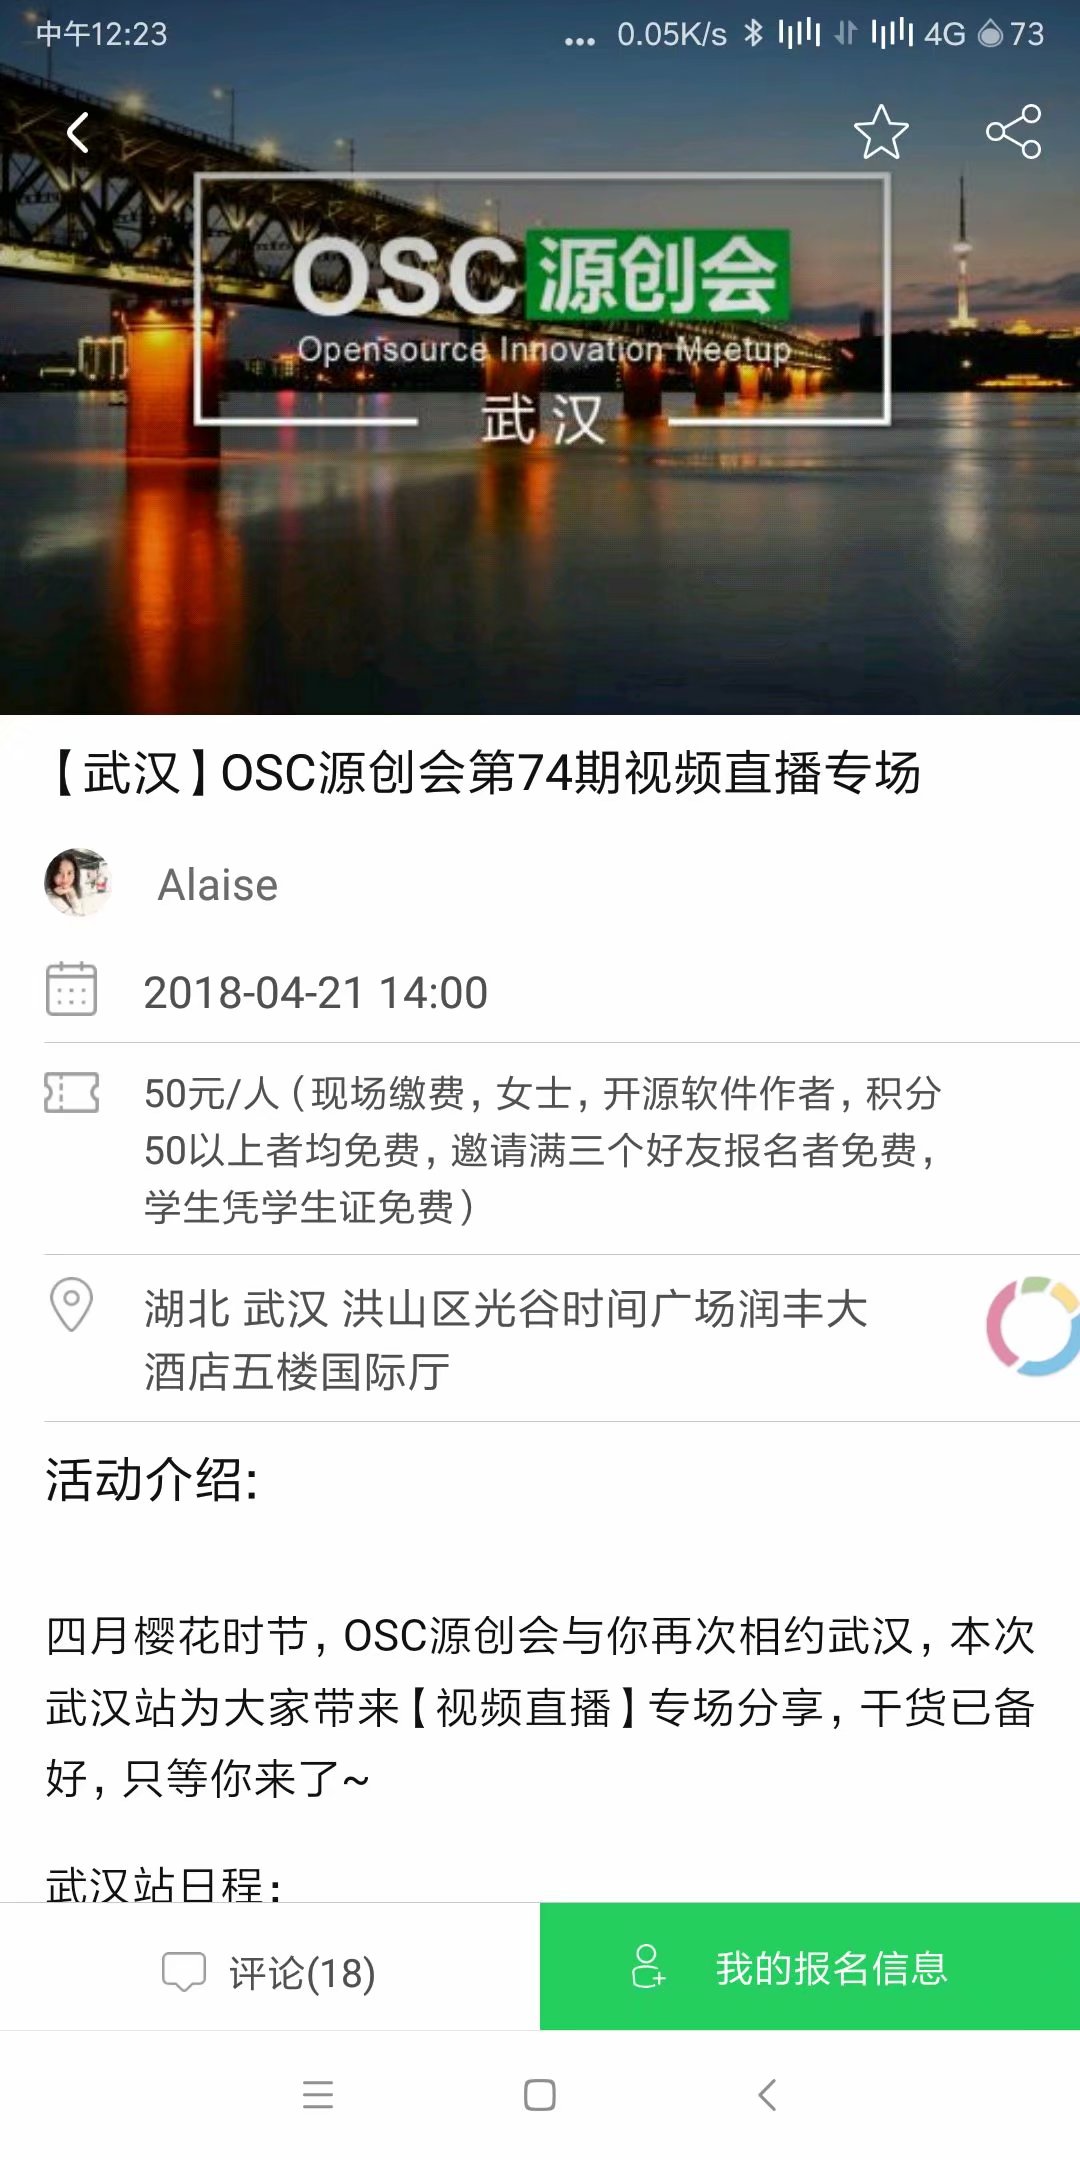 中午12:23
... 0.05K/s 4G 73
OSC源创会
Opensource Innovation Meetup
武汉
【武汉】OSC源创会第74期视频直播专场
Alaise
2018-04-21 14:00
50元/人（现场缴费，女士，开源软件作者，积分
50以上者均免费，邀请满三个好友报名者免费，
学生凭学生证免费）
湖北 武汉 洪山区光谷时间广场润丰大
酒店五楼国际厅
活动介绍:
四月樱花时节，OSC源创会与你再次相约武汉，本次
武汉站为大家带来【视频直播】专场分享，干货已备
好，只等你来了~
武汉站日程：
评论(18)
我的报名信息